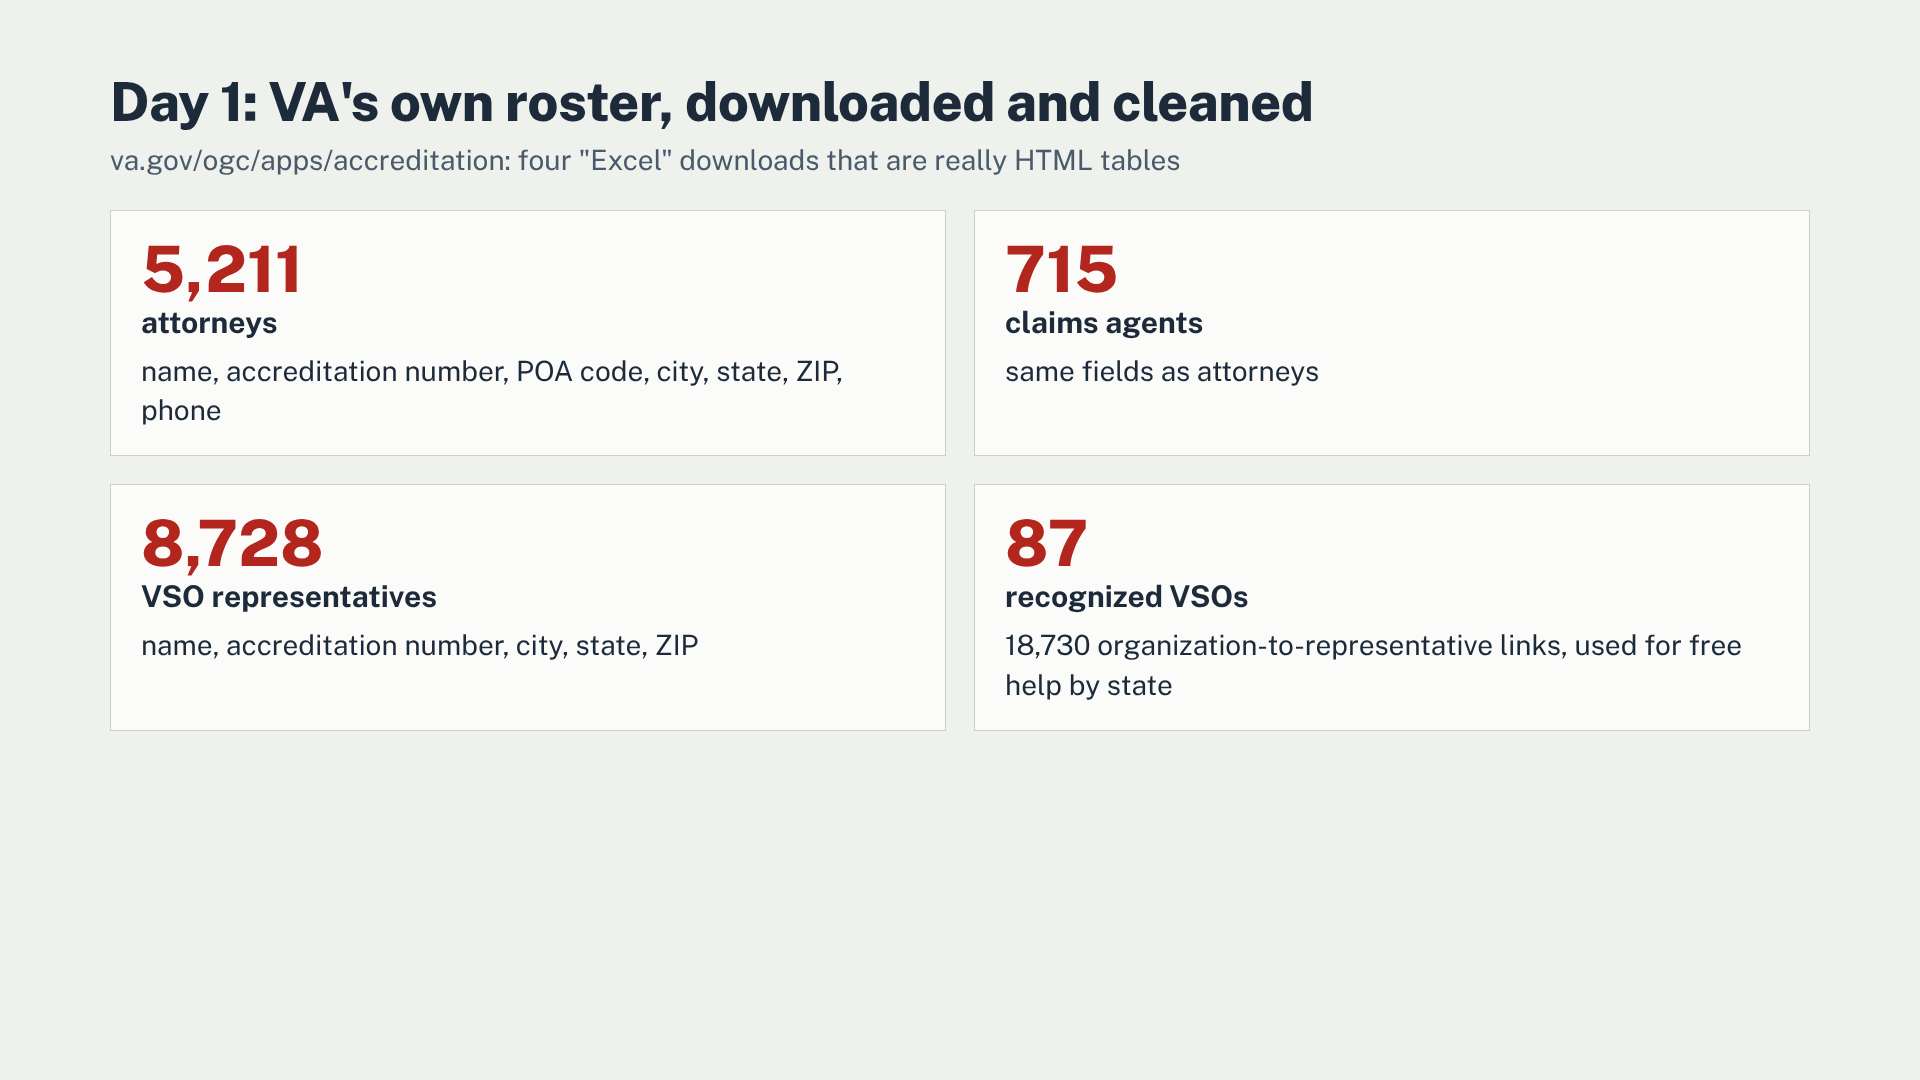 Day 1: VA's own roster, downloaded and cleaned
va.gov/ogc/apps/accreditation: four "Excel" downloads that are really HTML tables
5,211
attorneys
name, accreditation number, POA code, city, state, ZIP,
phone
715
claims agents
same fields as attorneys
8,728
VSO representatives
name, accreditation number, city, state, ZIP
87
recognized VSOs
18,730 organization-to-representative links, used for free
help by state